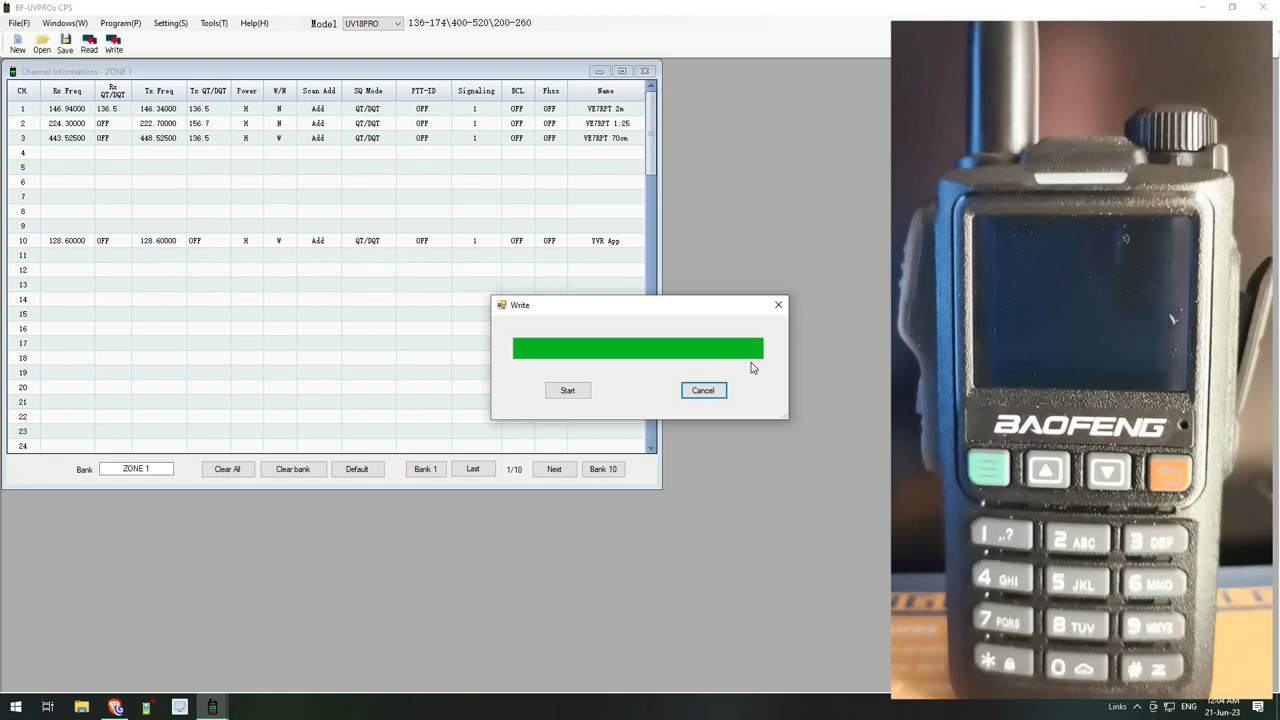 BF-UVPROs CPS
File(F) Windows(W) Program(P) Setting(S) Tools(T) Help(H) Model UV18PRO 136-174\400-520\200-260
New Open Save Read Write
Channel Informations - ZONE 1
CH. Rx Freq Rx QT/DQT Tx Freq Tx QT/DQT Power W/N Scan Add SQ Mode PTT-ID Signaling BCL Fhss Name
1 146.94000 136.5 146.34000 136.5 H N Add QT/DQT OFF 1 OFF OFF VE7RPT 2m
2 224.30000 OFF 222.70000 156.7 H N Add QT/DQT OFF 1 OFF OFF VE7RPT 1.25
3 443.52500 OFF 448.52500 136.5 H W Add QT/DQT OFF 1 OFF OFF VE7RPT 70cm
4
5
6
7
8
9
10 128.60000 OFF 128.60000 OFF H W Add QT/DQT OFF 1 OFF OFF YVR App
11
12
13
14
15
16
17
18
19
20
21
22
23
24
Bank ZONE 1 Clear All Clear bank Default Bank 1 Last 1/10 Next Bank 10
Write
Start Cancel
BAOFENG
1 ,.? 2 ABC 3 DEF
4 GHI 5 JKL 6 MNO
7 PQRS 8 TUV 9 WXYZ
* 0 #
Links ENG 12:04 AM
21-Jun-23